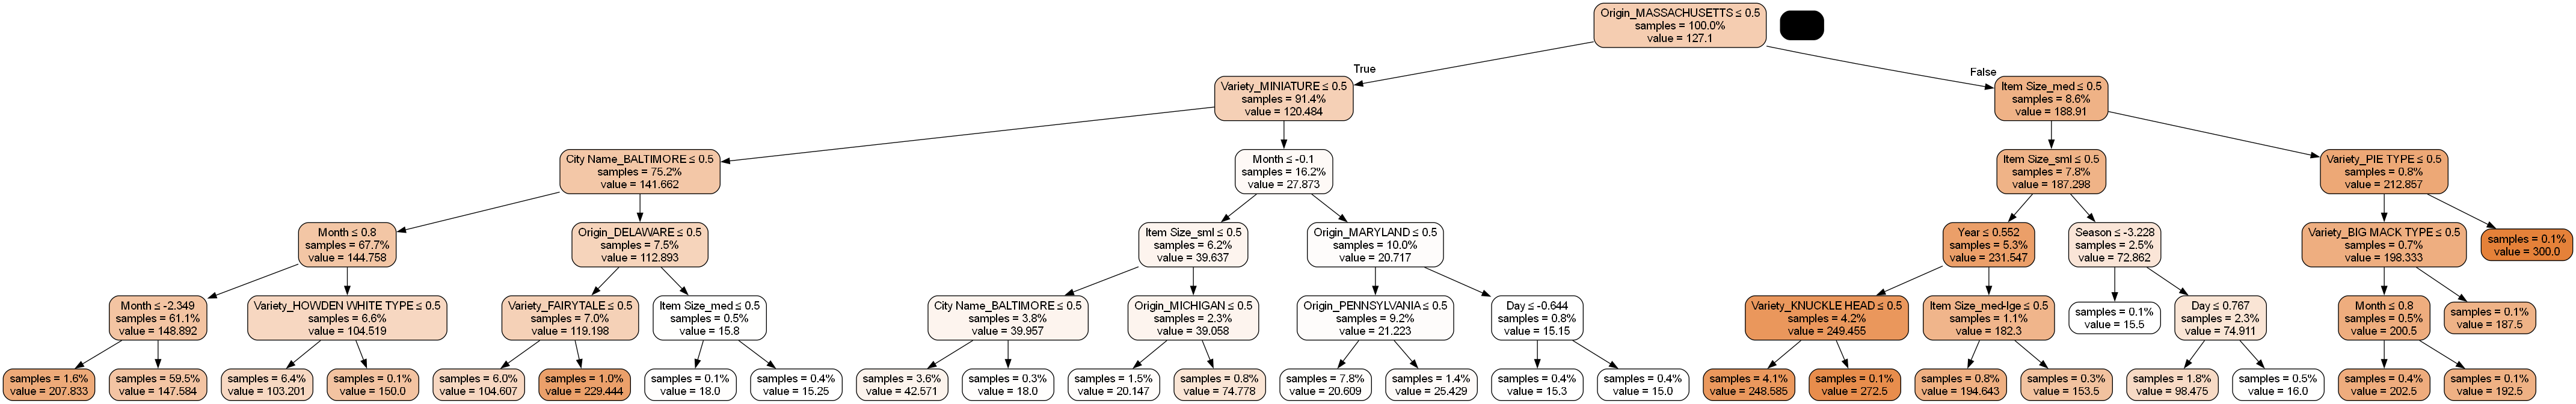 Origin_MASSACHUSETTS ≤ 0.5
samples = 100.0%
value = 127.1
True
False
Variety_MINIATURE ≤ 0.5
samples = 91.4%
value = 120.484
Item Size_med ≤ 0.5
samples = 8.6%
value = 188.91
City Name_BALTIMORE ≤ 0.5
samples = 75.2%
value = 141.662
Month ≤ -0.1
samples = 16.2%
value = 27.873
Item Size_sml ≤ 0.5
samples = 7.8%
value = 187.298
Variety_PIE TYPE ≤ 0.5
samples = 0.8%
value = 212.857
Month ≤ 0.8
samples = 67.7%
value = 144.758
Origin_DELAWARE ≤ 0.5
samples = 7.5%
value = 112.893
Item Size_sml ≤ 0.5
samples = 6.2%
value = 39.637
Origin_MARYLAND ≤ 0.5
samples = 10.0%
value = 20.717
Year ≤ 0.552
samples = 5.3%
value = 231.547
Season ≤ -3.228
samples = 2.5%
value = 72.862
Variety_BIG MACK TYPE ≤ 0.5
samples = 0.7%
value = 198.333
samples = 0.1%
value = 300.0
Month ≤ -2.349
samples = 61.1%
value = 148.892
Variety_HOWDEN WHITE TYPE ≤ 0.5
samples = 6.6%
value = 104.519
Variety_FAIRYTALE ≤ 0.5
samples = 7.0%
value = 119.198
Item Size_med ≤ 0.5
samples = 0.5%
value = 15.8
City Name_BALTIMORE ≤ 0.5
samples = 3.8%
value = 39.957
Origin_MICHIGAN ≤ 0.5
samples = 2.3%
value = 39.058
Origin_PENNSYLVANIA ≤ 0.5
samples = 9.2%
value = 21.223
Day ≤ -0.644
samples = 0.8%
value = 15.15
Variety_KNUCKLE HEAD ≤ 0.5
samples = 4.2%
value = 249.455
Item Size_med-lge ≤ 0.5
samples = 1.1%
value = 182.3
samples = 0.1%
value = 15.5
Day ≤ 0.767
samples = 2.3%
value = 74.911
Month ≤ 0.8
samples = 0.5%
value = 200.5
samples = 0.1%
value = 187.5
samples = 1.6%
value = 207.833
samples = 59.5%
value = 147.584
samples = 6.4%
value = 103.201
samples = 0.1%
value = 150.0
samples = 6.0%
value = 104.607
samples = 1.0%
value = 229.444
samples = 0.1%
value = 18.0
samples = 0.4%
value = 15.25
samples = 3.6%
value = 42.571
samples = 0.3%
value = 18.0
samples = 1.5%
value = 20.147
samples = 0.8%
value = 74.778
samples = 7.8%
value = 20.609
samples = 1.4%
value = 25.429
samples = 0.4%
value = 15.3
samples = 0.4%
value = 15.0
samples = 4.1%
value = 248.585
samples = 0.1%
value = 272.5
samples = 0.8%
value = 194.643
samples = 0.3%
value = 153.5
samples = 1.8%
value = 98.475
samples = 0.5%
value = 16.0
samples = 0.4%
value = 202.5
samples = 0.1%
value = 192.5